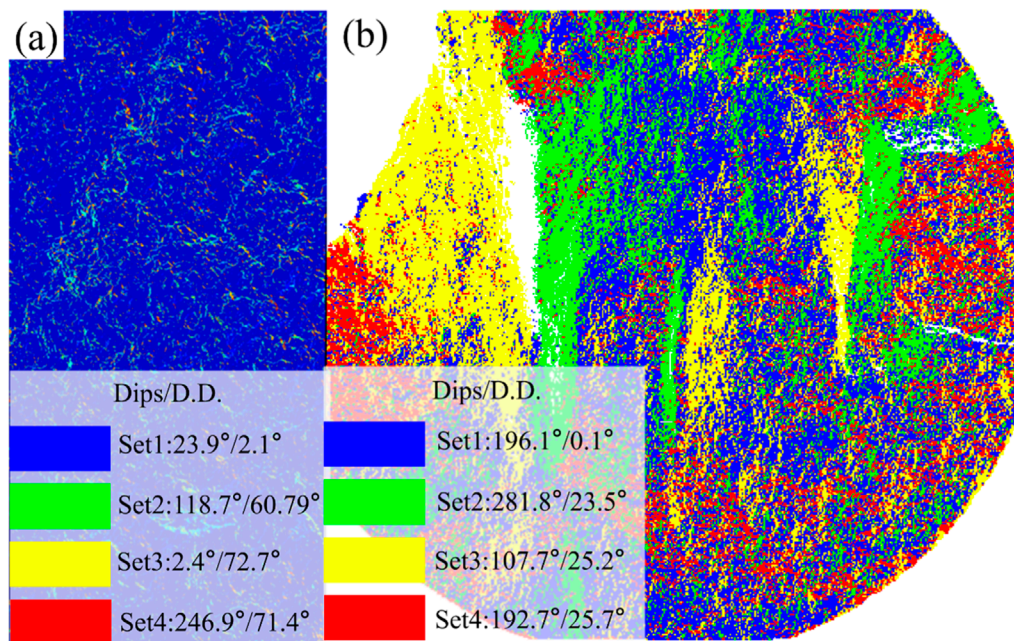 (a)
(b)
Dips/D.D.
Set1:23.9°/2.1°
Set2:118.7°/60.79°
Set3:2.4°/72.7°
Set4:246.9°/71.4°
Dips/D.D.
Set1:196.1°/0.1°
Set2:281.8°/23.5°
Set3:107.7°/25.2°
Set4:192.7°/25.7°